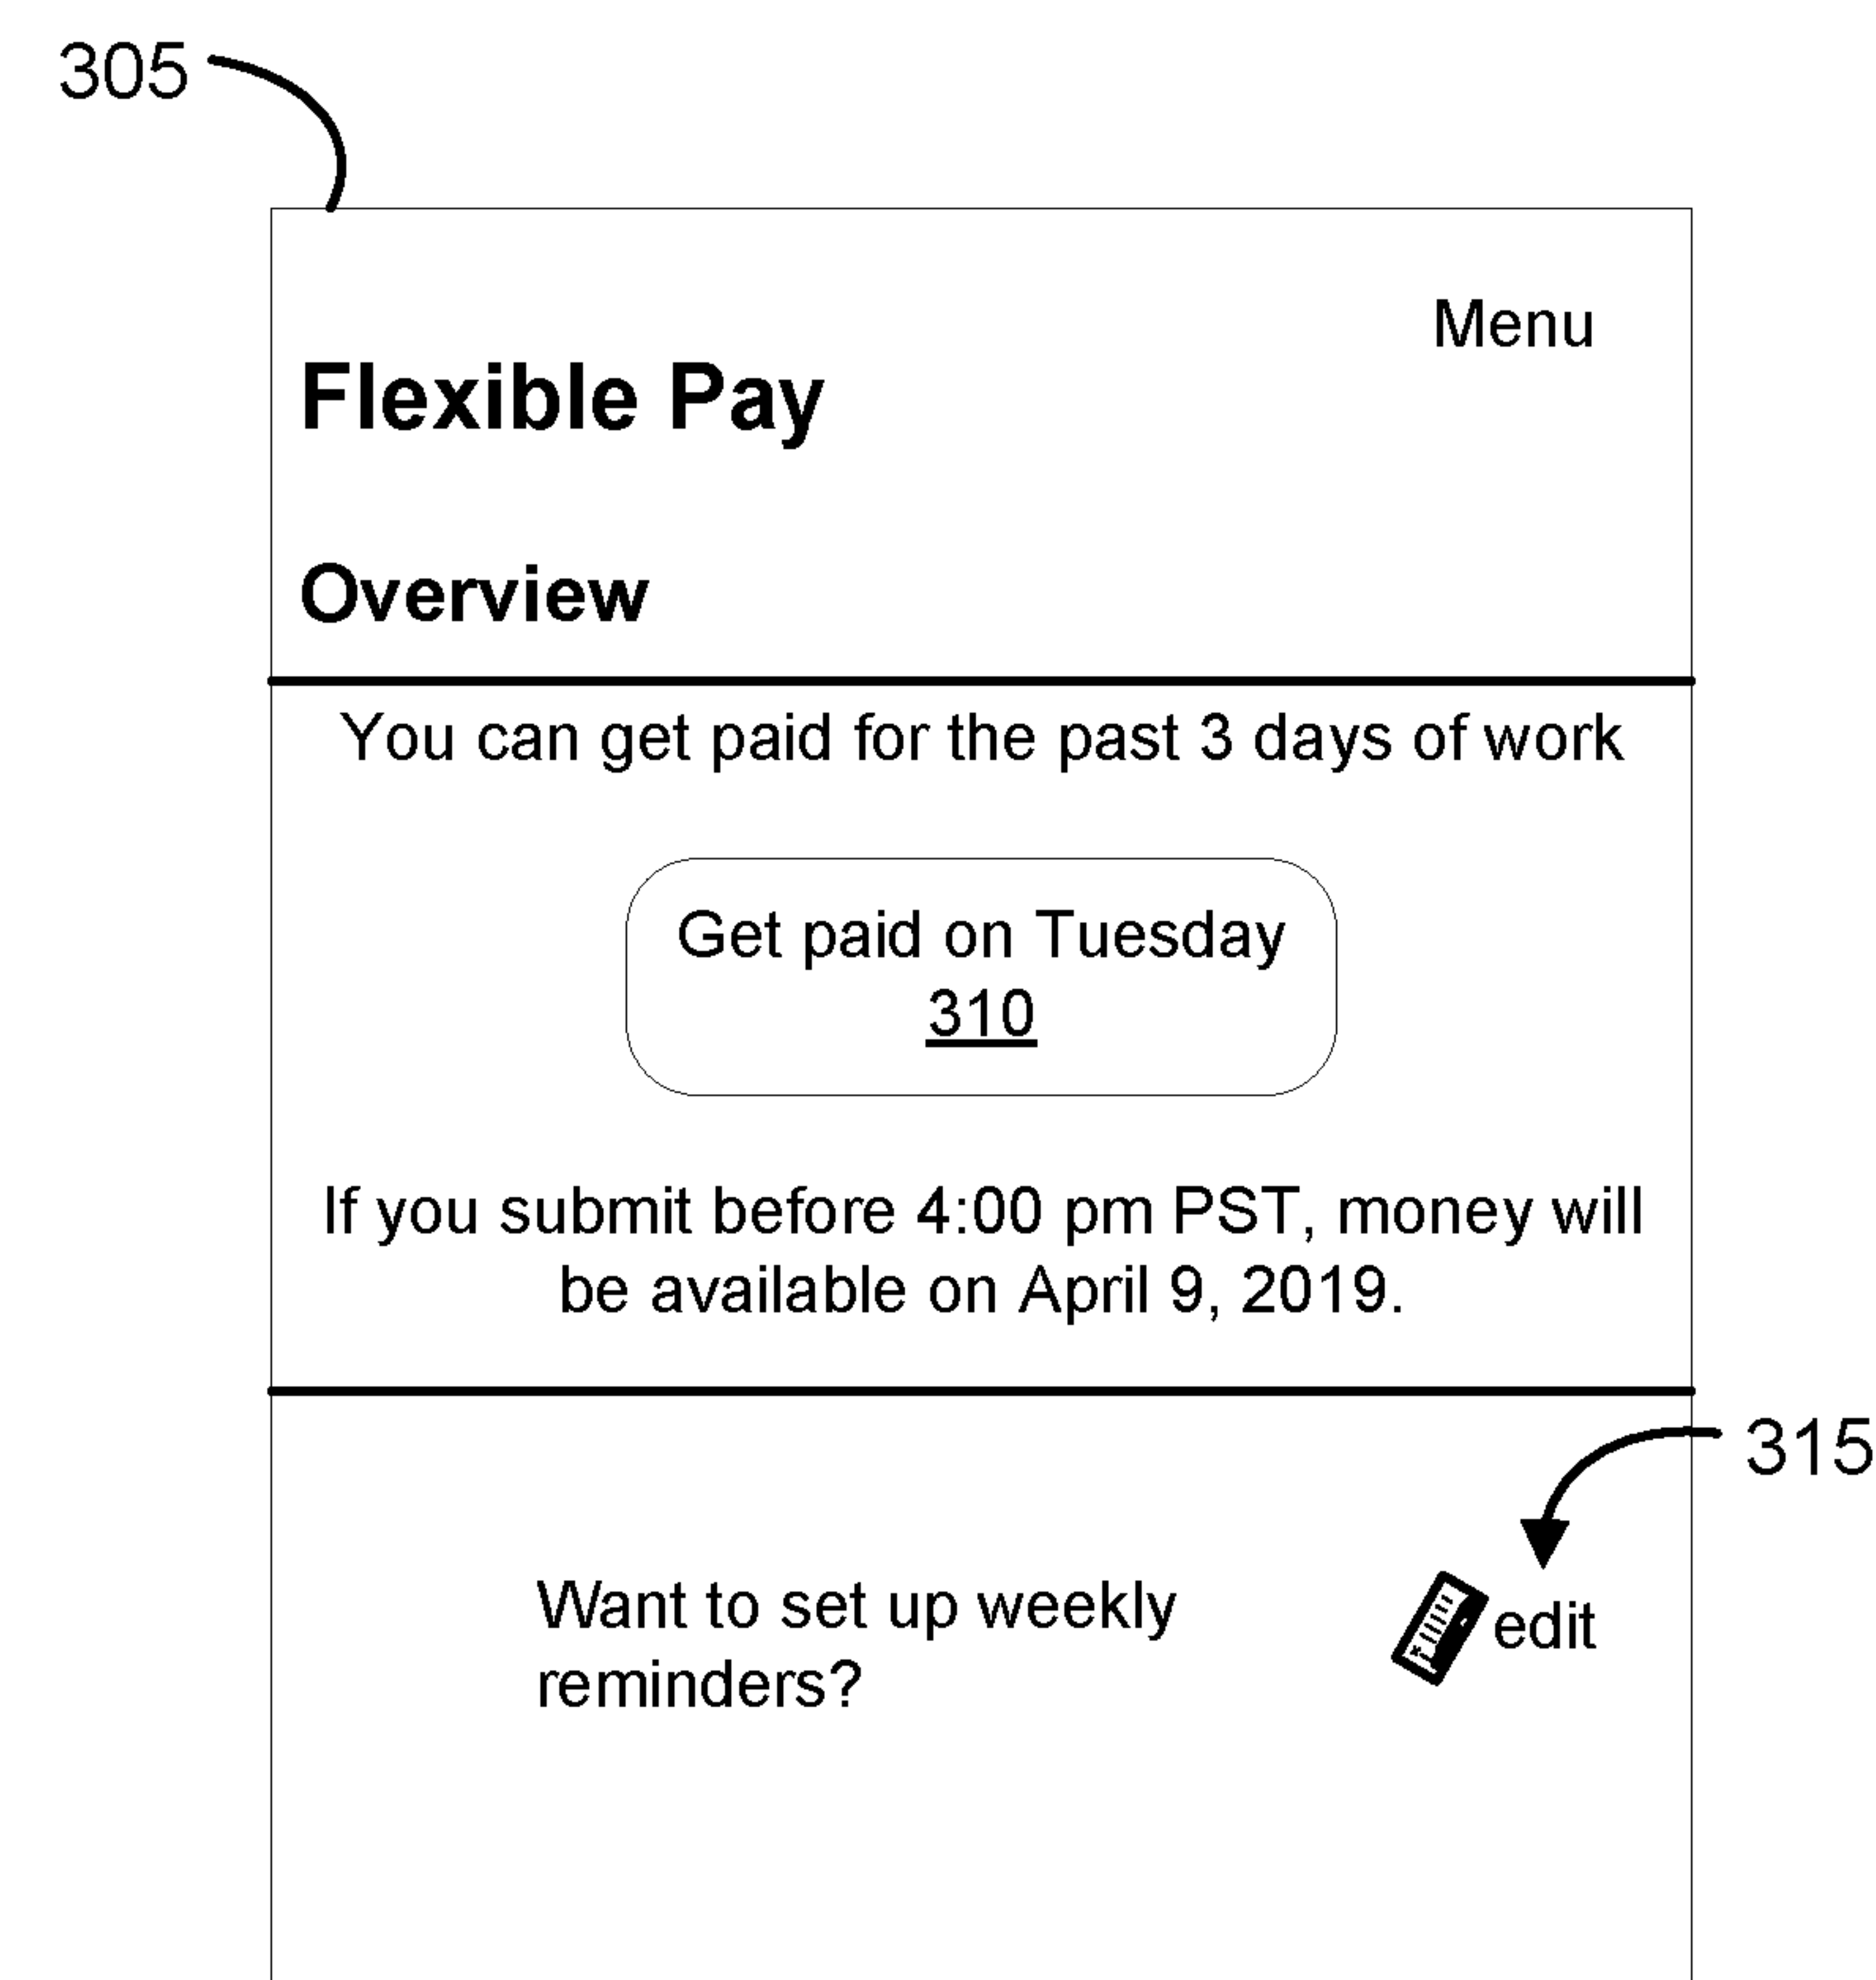 305
Menu
Flexible Pay
Overview
You can get paid for the past 3 days of work
Get paid on Tuesday
310
If you submit before 4:00 pm PST, money will
be available on April 9, 2019.
315
Want to set up weekly
reminders?
edit